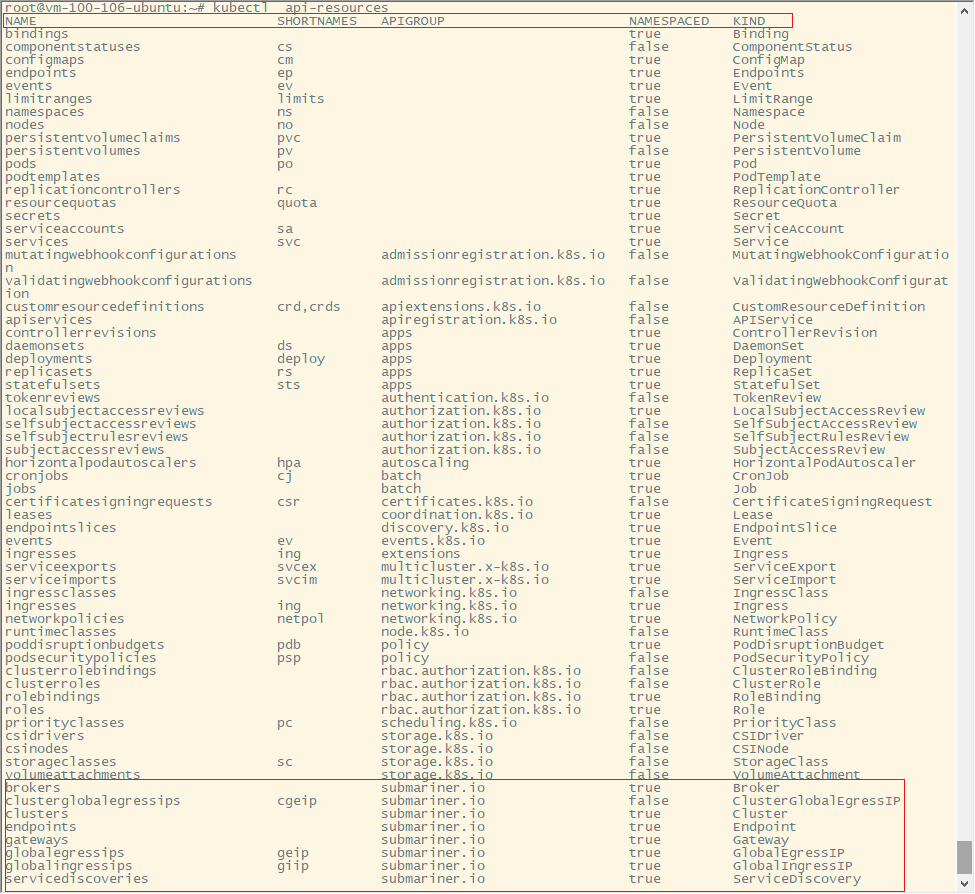 root@vm-100-106-ubuntu:~# kubectl  api-resources
NAME SHORTNAMES APIGROUP NAMESPACED KIND
bindings true Binding
componentstatuses cs false ComponentStatus
configmaps cm true ConfigMap
endpoints ep true Endpoints
events ev true Event
limitranges limits true LimitRange
namespaces ns false Namespace
nodes no false Node
persistentvolumeclaims pvc true PersistentVolumeClaim
persistentvolumes pv false PersistentVolume
pods po true Pod
podtemplates true PodTemplate
replicationcontrollers rc true ReplicationController
resourcequotas quota true ResourceQuota
secrets true Secret
serviceaccounts sa true ServiceAccount
services svc true Service
mutatingwebhookconfigurations admissionregistration.k8s.io false MutatingWebhookConfiguratio
n
validatingwebhookconfigurations admissionregistration.k8s.io false ValidatingWebhookConfigurat
ion
customresourcedefinitions crd,crds apiextensions.k8s.io false CustomResourceDefinition
apiservices apiregistration.k8s.io false APIService
controllerrevisions apps true ControllerRevision
daemonsets ds apps true DaemonSet
deployments deploy apps true Deployment
replicasets rs apps true ReplicaSet
statefulsets sts apps true StatefulSet
tokenreviews authentication.k8s.io false TokenReview
localsubjectaccessreviews authorization.k8s.io true LocalSubjectAccessReview
selfsubjectaccessreviews authorization.k8s.io false SelfSubjectAccessReview
selfsubjectrulesreviews authorization.k8s.io false SelfSubjectRulesReview
subjectaccessreviews authorization.k8s.io false SubjectAccessReview
horizontalpodautoscalers hpa autoscaling true HorizontalPodAutoscaler
cronjobs cj batch true CronJob
jobs batch true Job
certificatesigningrequests csr certificates.k8s.io false CertificateSigningRequest
leases coordination.k8s.io true Lease
endpointslices discovery.k8s.io true EndpointSlice
events ev events.k8s.io true Event
ingresses ing extensions true Ingress
serviceexports svcex multicluster.x-k8s.io true ServiceExport
serviceimports svcim multicluster.x-k8s.io true ServiceImport
ingressclasses networking.k8s.io false IngressClass
ingresses ing networking.k8s.io true Ingress
networkpolicies netpol networking.k8s.io true NetworkPolicy
runtimeclasses node.k8s.io false RuntimeClass
poddisruptionbudgets pdb policy true PodDisruptionBudget
podsecuritypolicies psp policy false PodSecurityPolicy
clusterrolebindings rbac.authorization.k8s.io false ClusterRoleBinding
clusterroles rbac.authorization.k8s.io false ClusterRole
rolebindings rbac.authorization.k8s.io true RoleBinding
roles rbac.authorization.k8s.io true Role
priorityclasses pc scheduling.k8s.io false PriorityClass
csidrivers storage.k8s.io false CSIDriver
csinodes storage.k8s.io false CSINode
storageclasses sc storage.k8s.io false StorageClass
volumeattachments storage.k8s.io false VolumeAttachment
brokers submariner.io true Broker
clusterglobalegressips cgeip submariner.io false ClusterGlobalEgressIP
clusters submariner.io true Cluster
endpoints submariner.io true Endpoint
gateways submariner.io true Gateway
globalegressips geip submariner.io true GlobalEgressIP
globalingressips giip submariner.io true GlobalIngressIP
servicediscoveries submariner.io true ServiceDiscovery